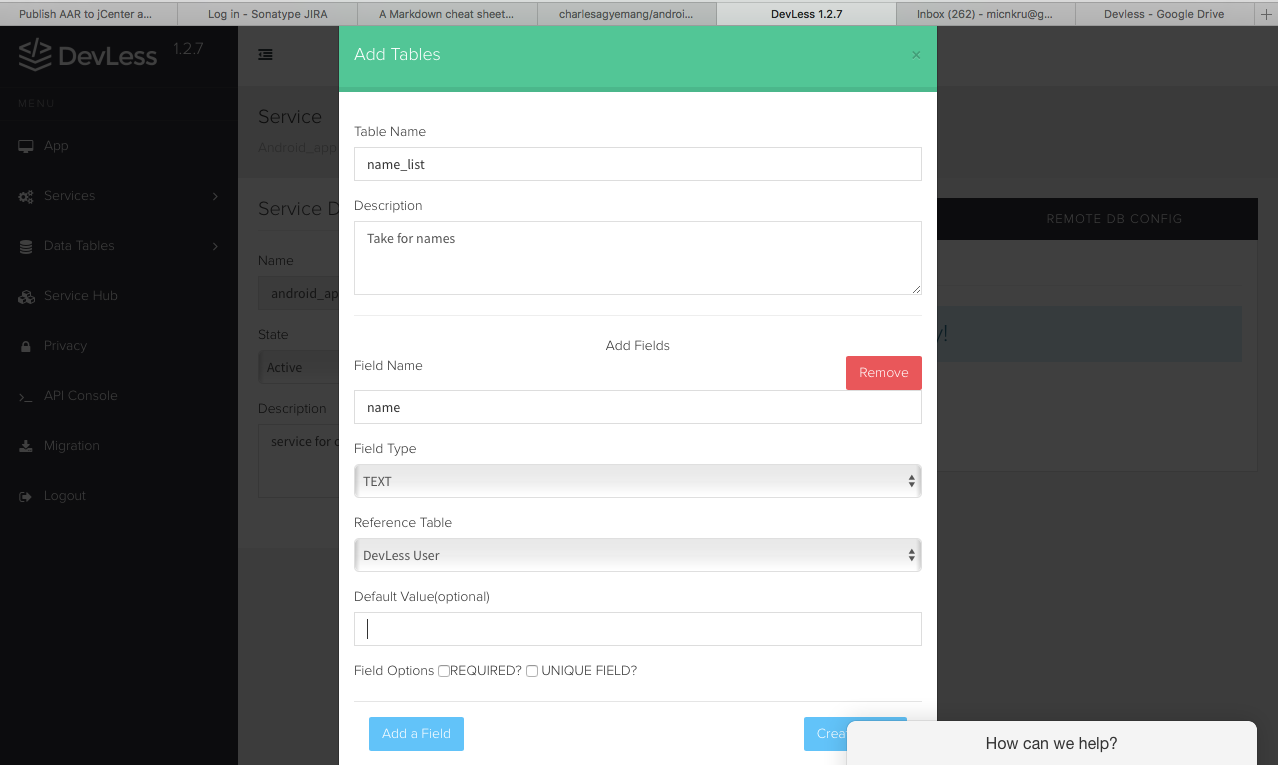 Publish AAR to jCenter a...
Log in - Sonatype JIRA
A Markdown cheat sheet...
charlesagyemang/androi...
DevLess 1.2.7
Inbox (262) - micnkru@g...
Devless - Google Drive
DevLess 1.2.7
MENU
App
Services
Data Tables
Service Hub
Privacy
API Console
Migration
Logout
Service
Android_app
Service D
Name
android_ap
State
Active
Description
service for
REMOTE DB CONFIG
y!
Add Tables
×
Table Name
name_list
Description
Take for names
Add Fields
Field Name
Remove
name
Field Type
TEXT
Reference Table
DevLess User
Default Value(optional)
Field Options REQUIRED? UNIQUE FIELD?
Add a Field
Crea
How can we help?